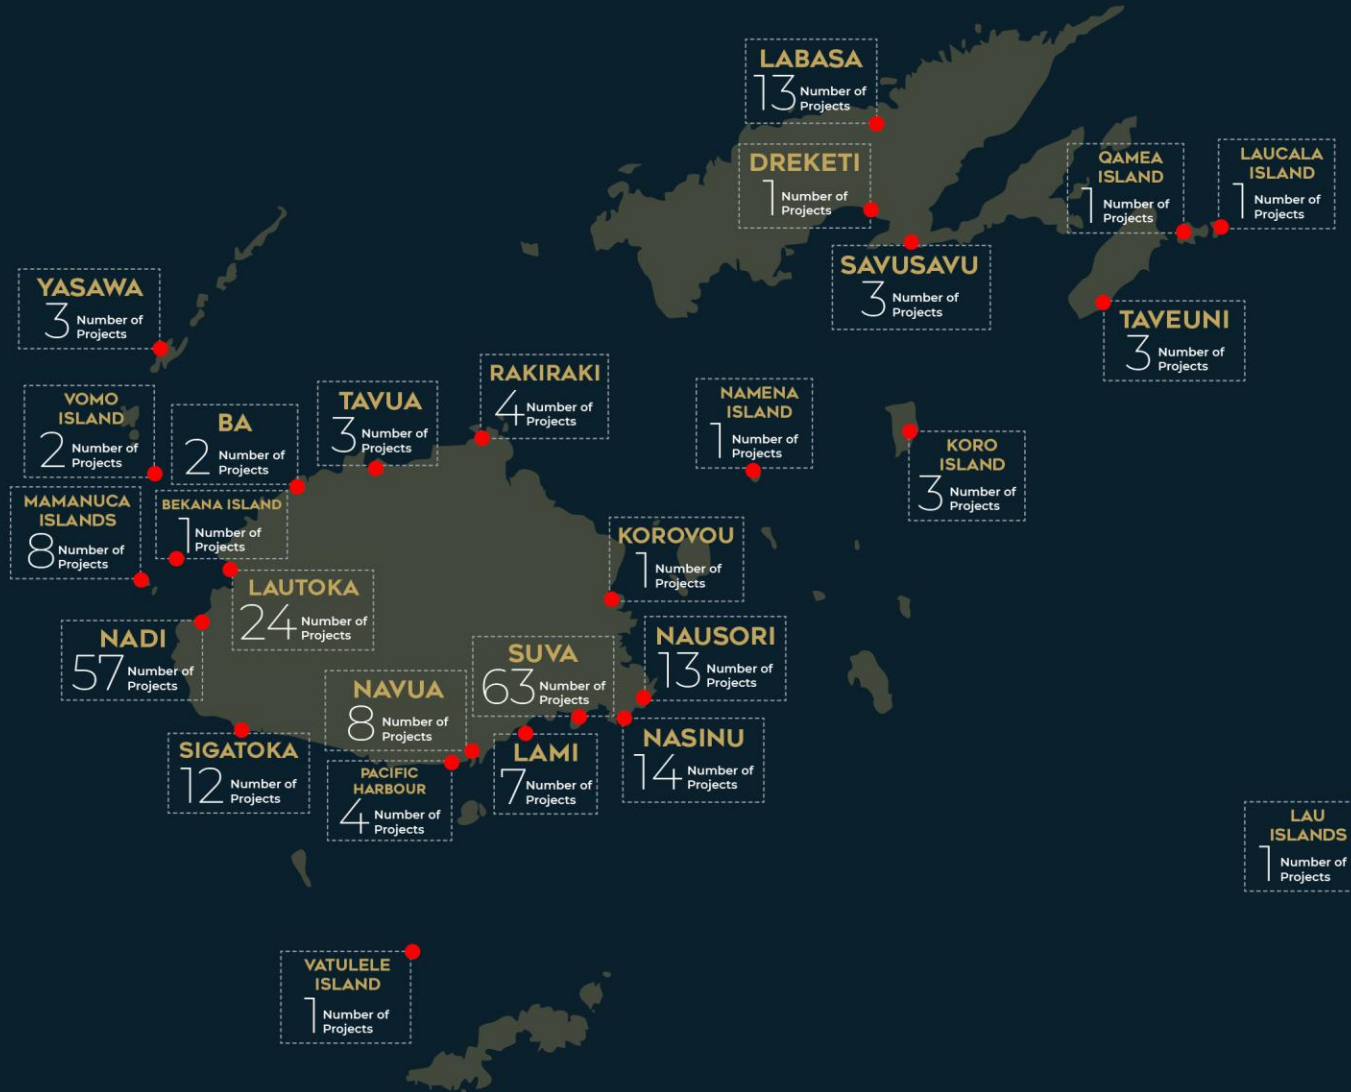 LABASA
13 Number of
Projects
DREKETI
1 Number of
Projects
QAMEA
ISLAND
1 Number of
Projects
LAUCALA
ISLAND
1 Number of
Projects
SAVUSAVU
3 Number of
Projects
TAVEUNI
3 Number of
Projects
YASAWA
3 Number of
Projects
VOMO
ISLAND
2 Number of
Projects
BA
2 Number of
Projects
TAVUA
3 Number of
Projects
RAKIRAKI
4 Number of
Projects
NAMENA
ISLAND
1 Number of
Projects
KORO
ISLAND
3 Number of
Projects
MAMANUCA
ISLANDS
8 Number of
Projects
BEKANA ISLAND
1 Number of
Projects
LAUTOKA
24 Number of
Projects
KOROVOU
1 Number of
Projects
NADI
57 Number of
Projects
NAVUA
8 Number of
Projects
SUVA
63 Number of
Projects
NAUSORI
13 Number of
Projects
SIGATOKA
12 Number of
Projects
PACIFIC
HARBOUR
4 Number of
Projects
LAMI
7 Number of
Projects
NASINU
14 Number of
Projects
LAU
ISLANDS
1 Number of
Projects
VATULELE
ISLAND
1 Number of
Projects